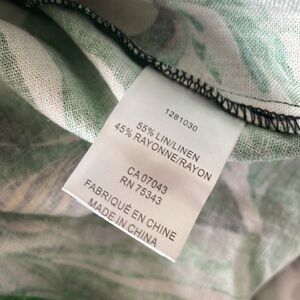 1281030
55% LIN/LINEN
45% RAYONNE/RAYON
CA 07043
RN 75343
FABRIQUÉ EN CHINE
MADE IN CHINA